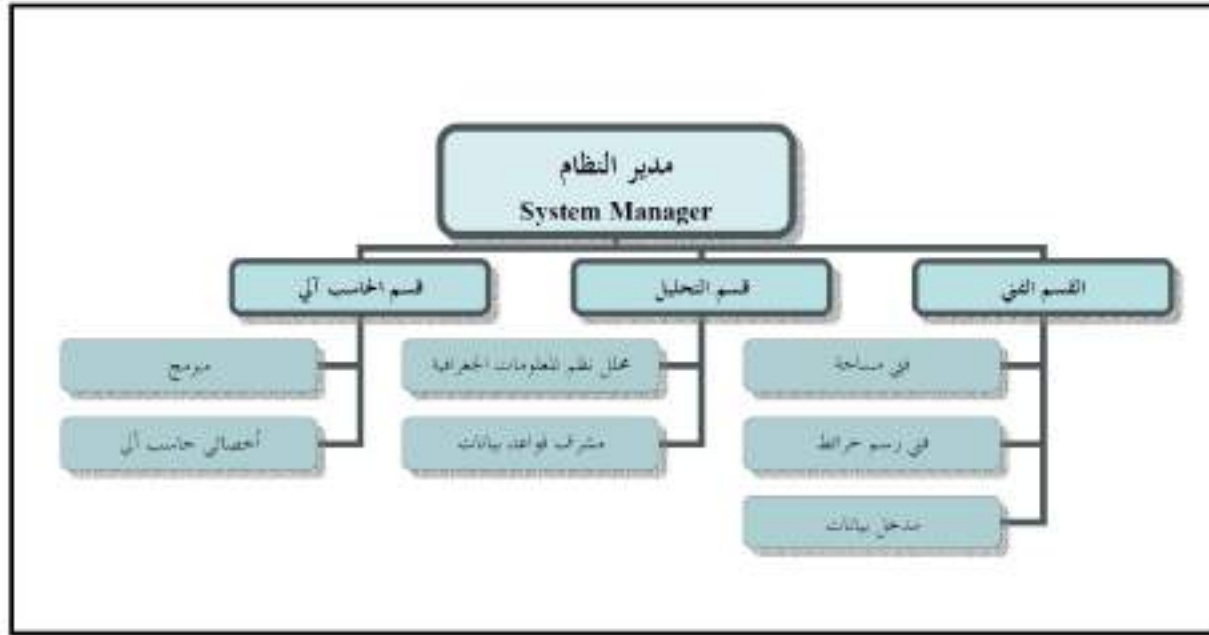 مدير النظام
System Manager
القسم الفني
قسم التحليل
قسم الحاسب آلي
فني مساحة
محلل نظم المعلومات الجغرافية
مبرمج
فني رسم خرائط
مشرف قواعد بيانات
أخصائي حاسب آلي
مدخل بيانات